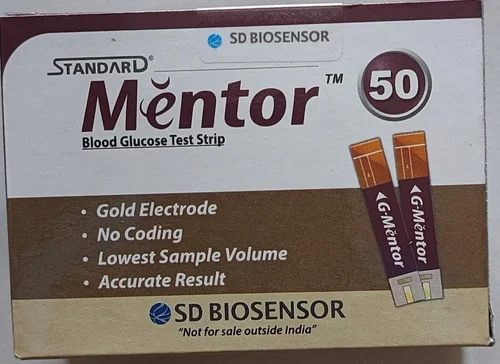 SD BIOSENSOR
STANDARD®
Mentor™
50
Blood Glucose Test Strip
• Gold Electrode
• No Coding
• Lowest Sample Volume
• Accurate Result
G-Mentor
G-Mentor
SD BIOSENSOR
"Not for sale outside India"